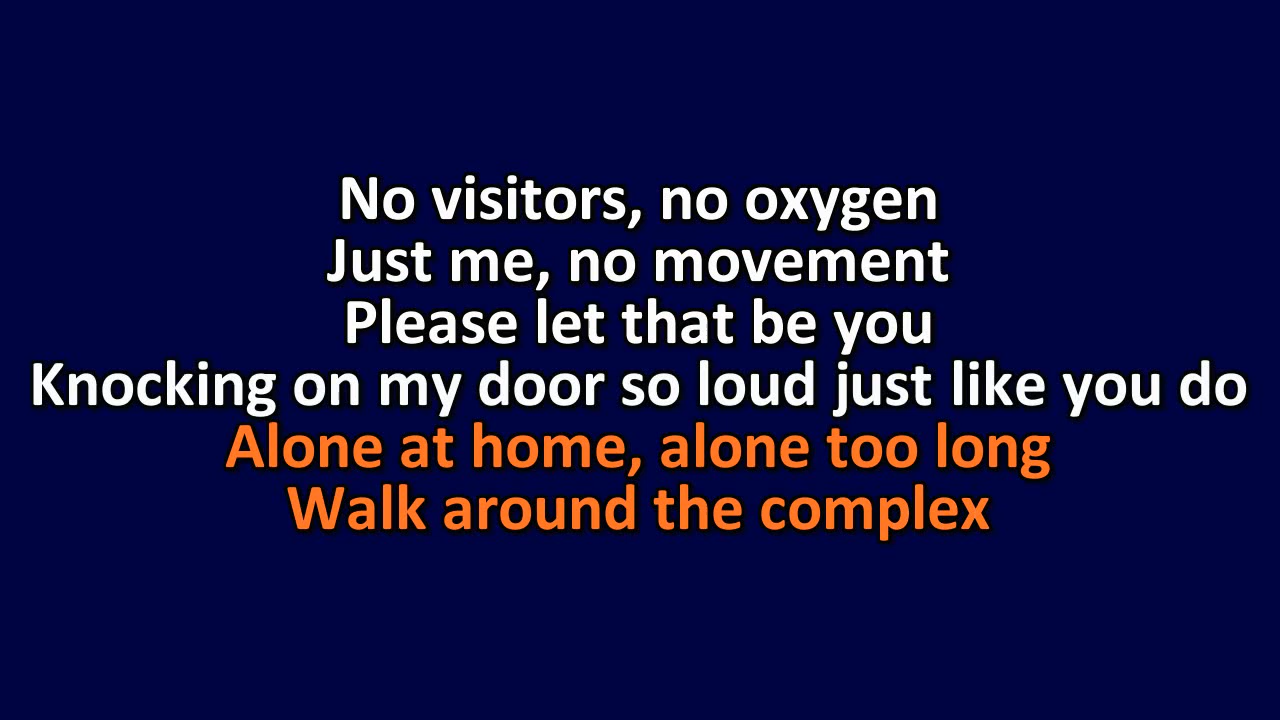 No visitors, no oxygen
Just me, no movement
Please let that be you
Knocking on my door so loud just like you do
Alone at home, alone too long
Walk around the complex